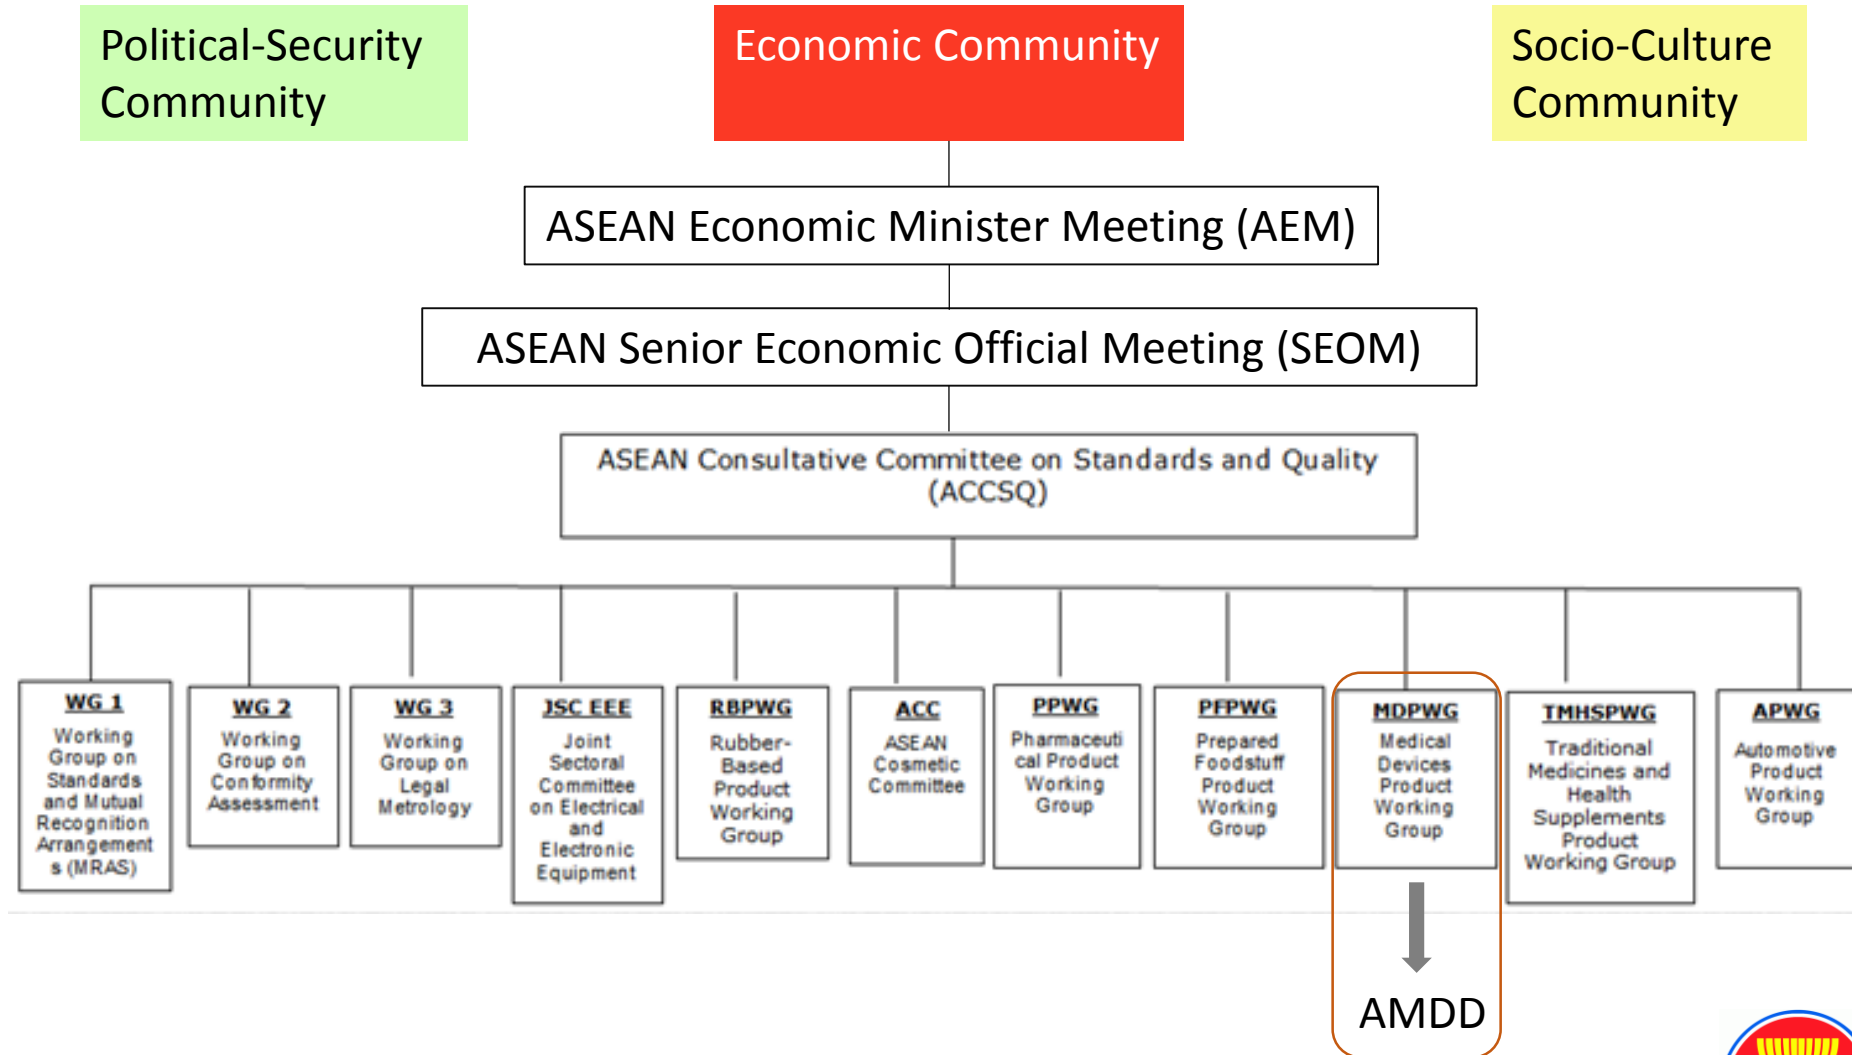 Political-Security
Community
Economic Community
Socio-Culture
Community
ASEAN Economic Minister Meeting (AEM)
ASEAN Senior Economic Official Meeting (SEOM)
ASEAN Consultative Committee on Standards and Quality
(ACCSQ)
WG 1
Working
Group on
Standards
and Mutual
Recognition
Arrangement
s (MRAS)
WG 2
Working
Group on
Conformity
Assessment
WG 3
Working
Group on
Legal
Metrology
JSC EEE
Joint
Sectoral
Committee
on Electrical
and
Electronic
Equipment
RBPWG
Rubber-
Based
Product
Working
Group
ACC
ASEAN
Cosmetic
Committee
PPWG
Pharmaceuti
cal Product
Working
Group
PFPWG
Prepared
Foodstuff
Product
Working
Group
MDPWG
Medical
Devices
Product
Working
Group
TMHSPWG
Traditional
Medicines and
Health
Supplements
Product
Working Group
APWG
Automotive
Product
Working
Group
AMDD